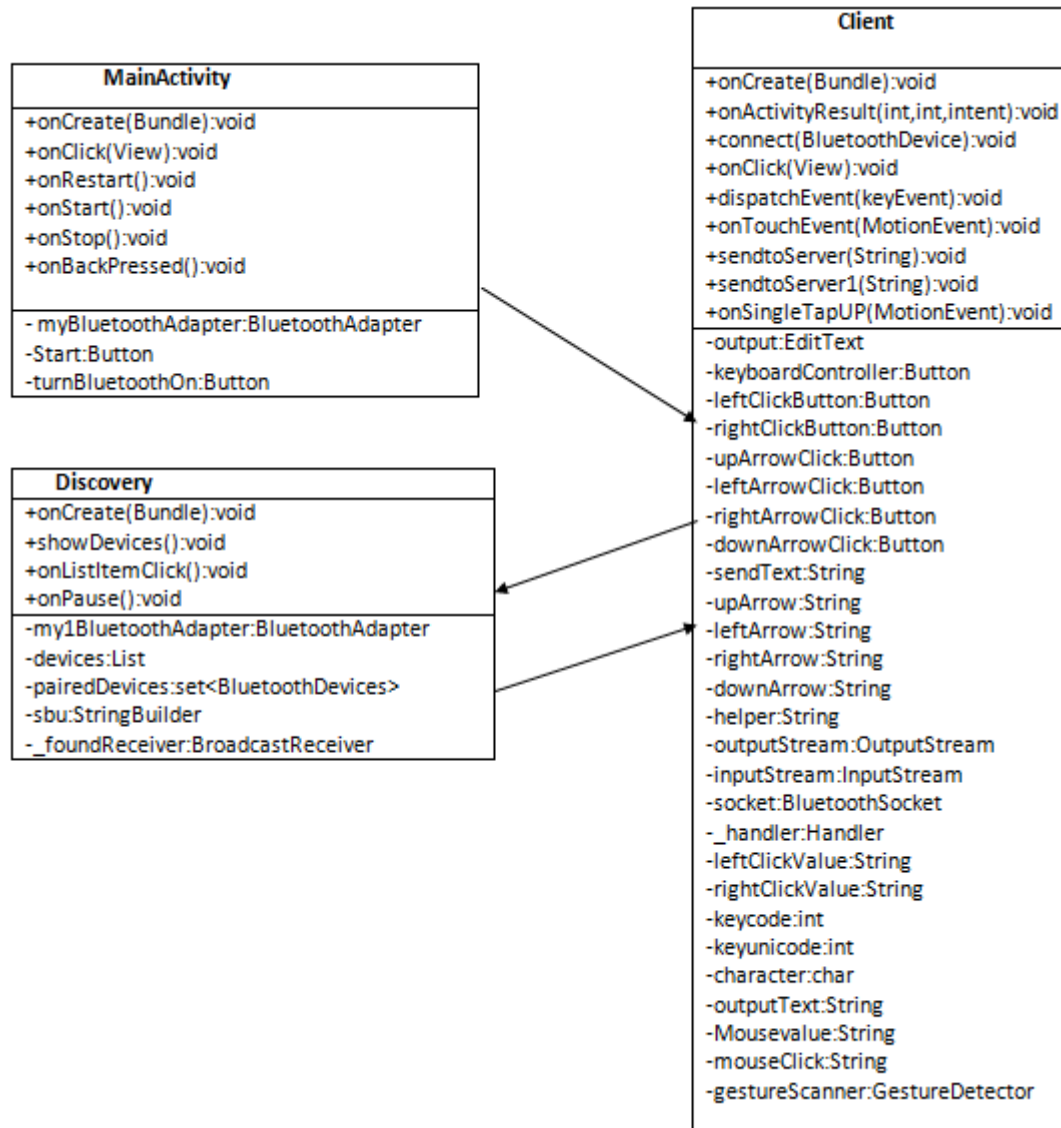 MainActivity
+onCreate(Bundle):void
+onClick(View):void
+onRestart():void
+onStart():void
+onStop():void
+onBackPressed():void
- myBluetoothAdapter:BluetoothAdapter
-Start:Button
-turnBluetoothOn:Button
Discovery
+onCreate(Bundle):void
+showDevices():void
+onListItemClick():void
+onPause():void
-my1BluetoothAdapter:BluetoothAdapter
-devices:List
-pairedDevices:set<BluetoothDevices>
-sbu:StringBuilder
-_foundReceiver:BroadcastReceiver
Client
+onCreate(Bundle):void
+onActivityResult(int,int,intent):void
+connect(BluetoothDevice):void
+onClick(View):void
+dispatchEvent(keyEvent):void
+onTouchEvent(MotionEvent):void
+sendtoServer(String):void
+sendtoServer1(String):void
+onSingleTapUP(MotionEvent):void
-output:EditText
-keyboardController:Button
-leftClickButton:Button
-rightClickButton:Button
-upArrowClick:Button
-leftArrowClick:Button
-rightArrowClick:Button
-downArrowClick:Button
-sendText:String
-upArrow:String
-leftArrow:String
-rightArrow:String
-downArrow:String
-helper:String
-outputStream:OutputStream
-inputStream:InputStream
-socket:BluetoothSocket
-_handler:Handler
-leftClickValue:String
-rightClickValue:String
-keycode:int
-keyunicode:int
-character:char
-outputText:String
-Mousevalue:String
-mouseClick:String
-gestureScanner:GestureDetector